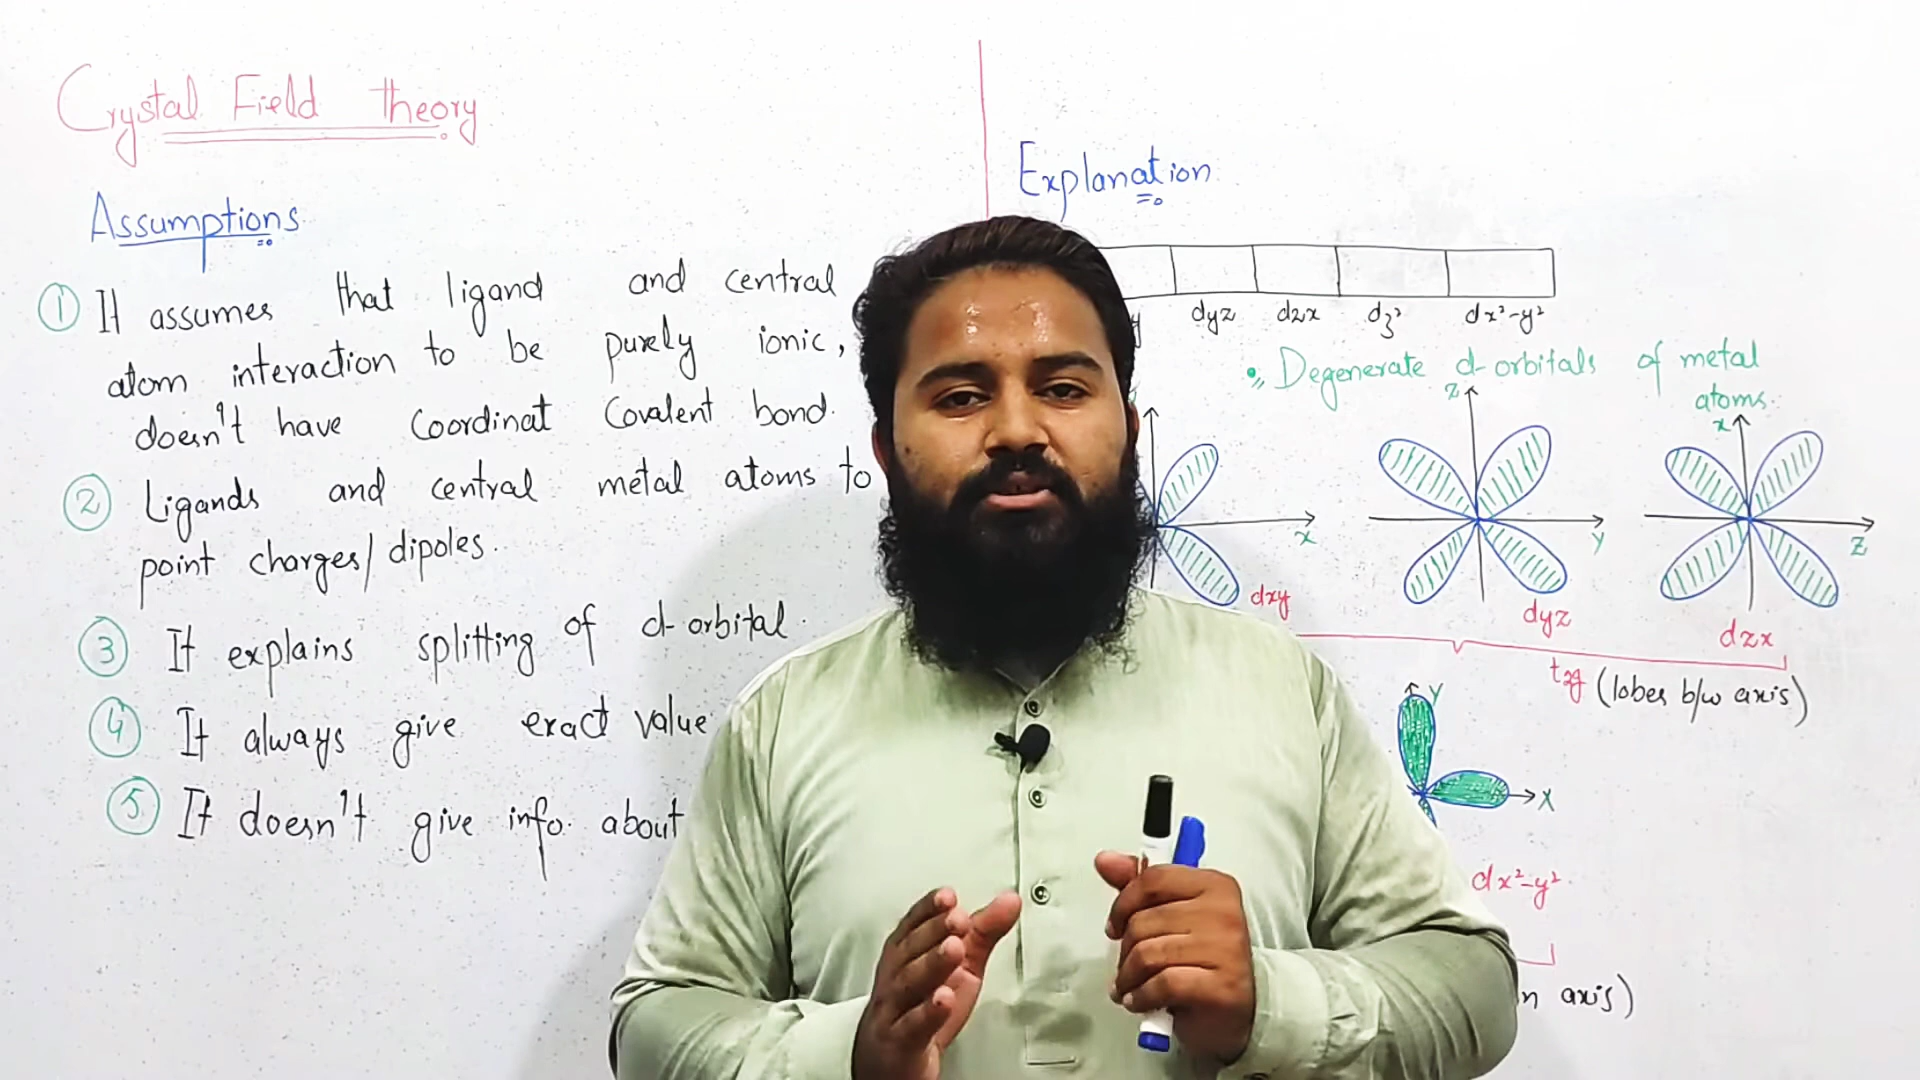 Crystal Field theory
Assumptions
① It assumes that ligand and central
atom interaction to be purely ionic,
doesn't have Coordinat Covalent bond.
② Ligands and central metal atoms to
point charges/dipoles.
③ It explains splitting of d-orbital.
④ It always give exact value
⑤ It doesn't give info. about
Explanation
y dyz dzx dz² dx²-y²
Degenerate d-orbitals of metal
atoms.
x
dxy
z
y
dyz
x
z
dzx
t2g (lobes b/w axis)
Y
X
dx²-y²
n axis)